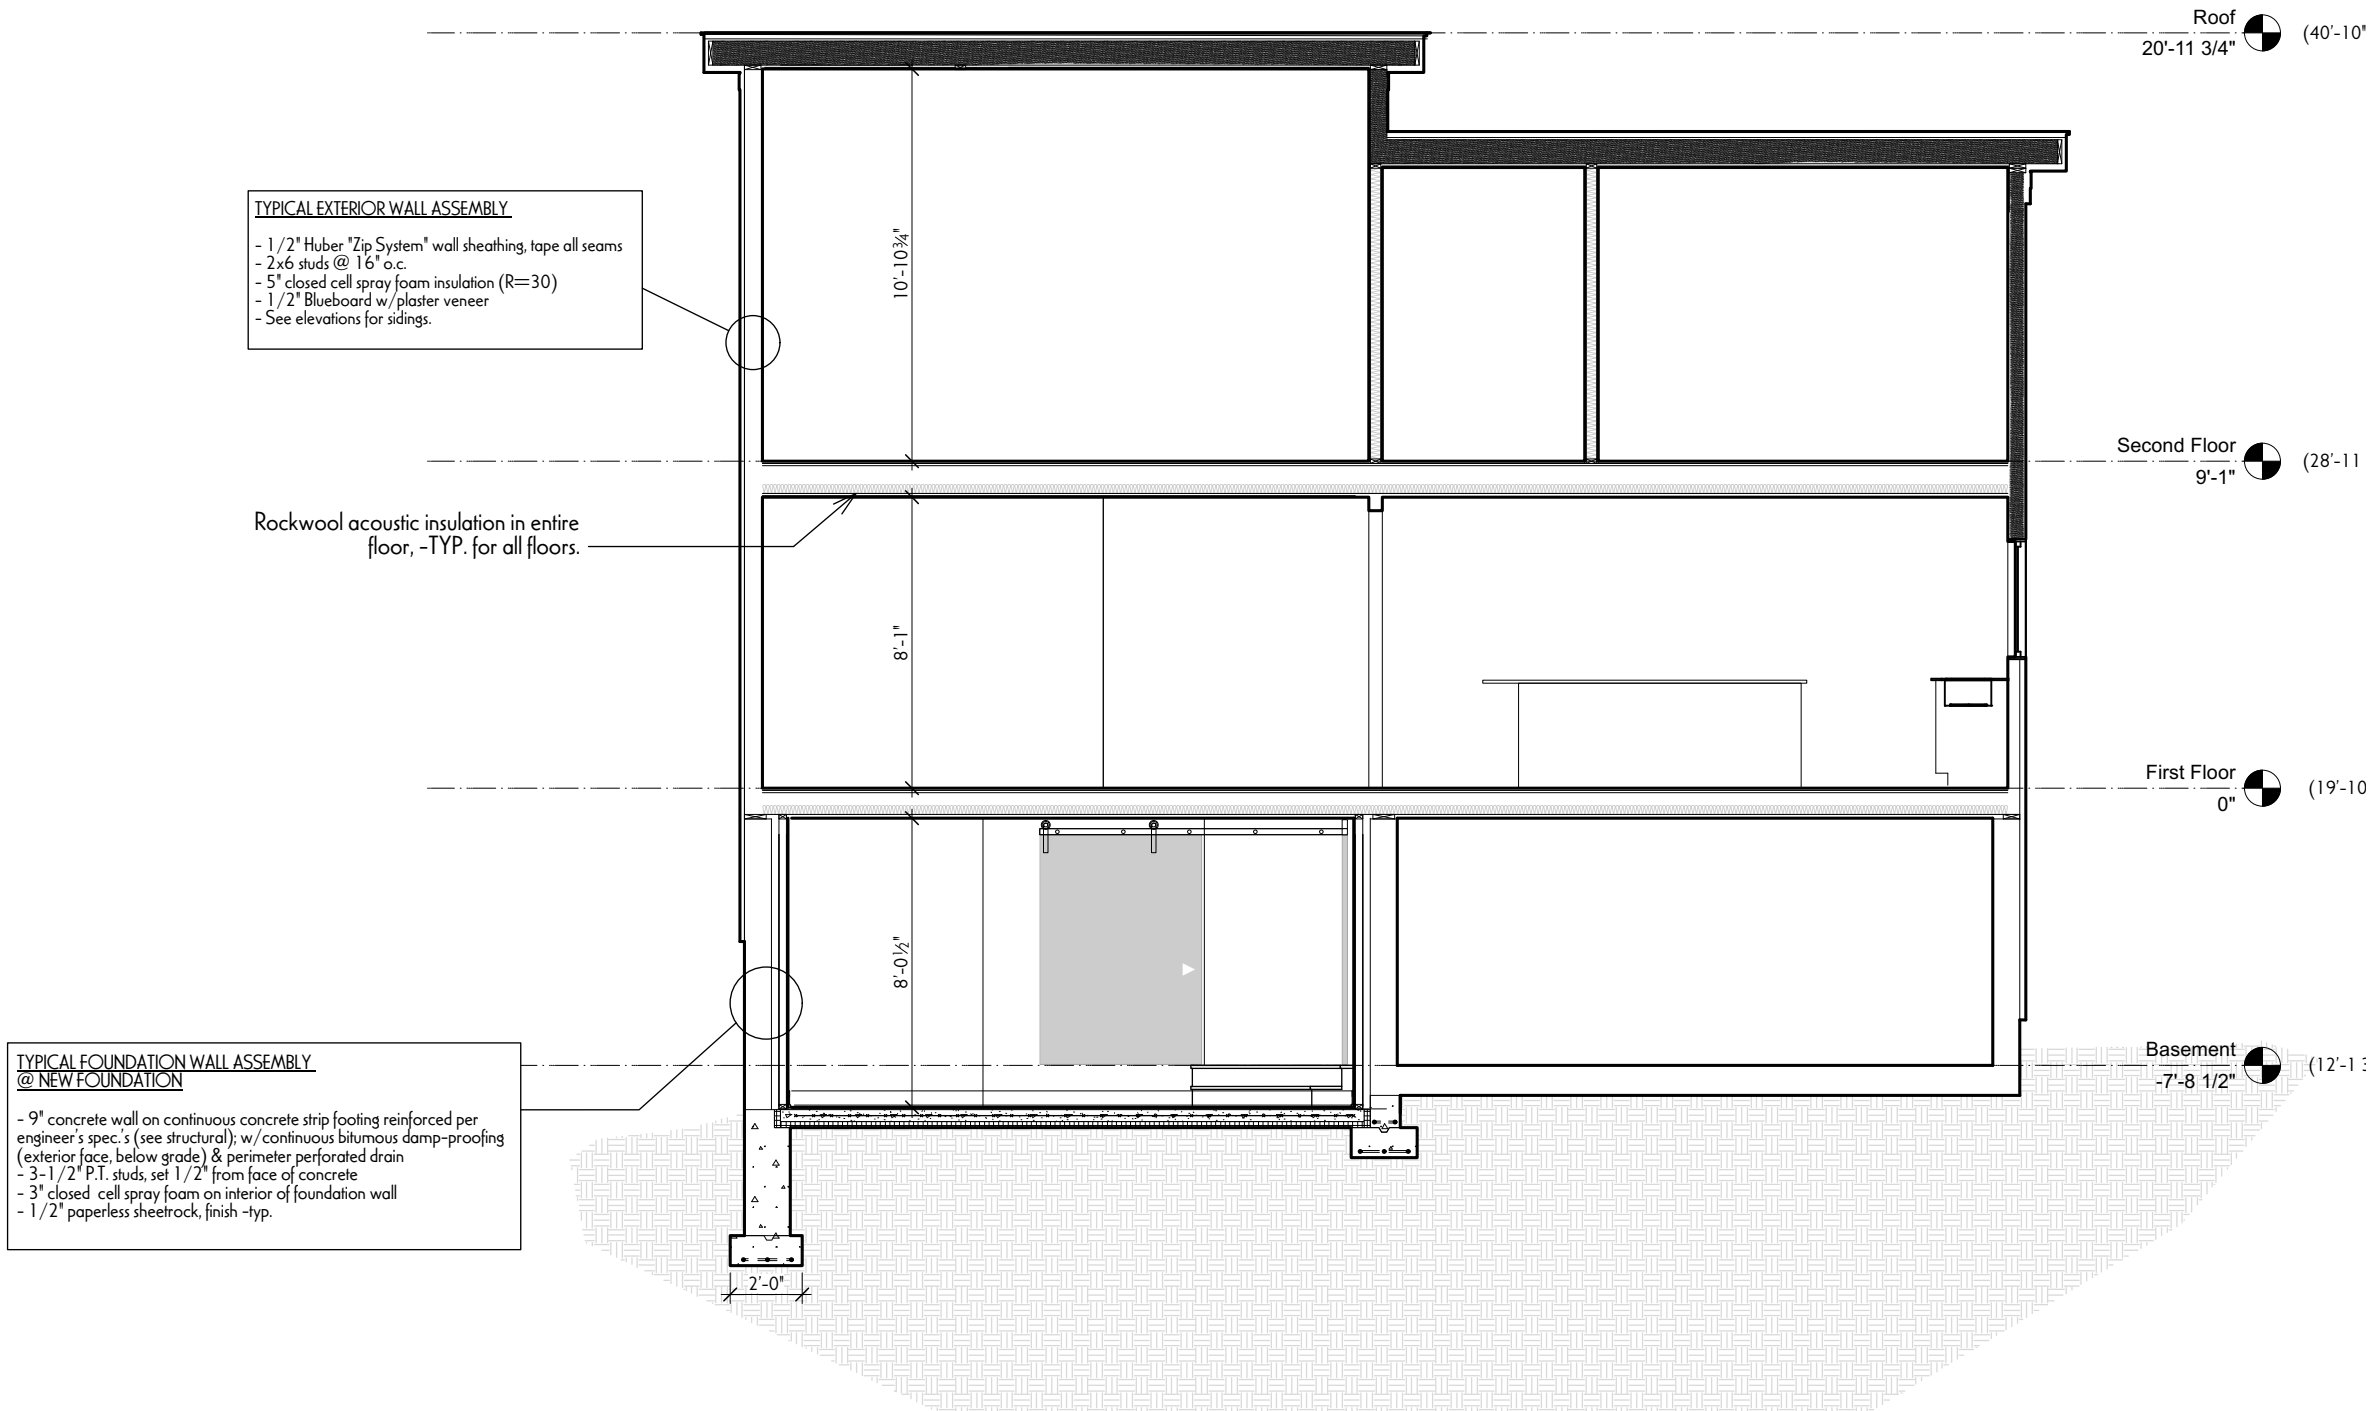 Roof
20'-11 3/4"
(40'-10"
TYPICAL EXTERIOR WALL ASSEMBLY
- 1/2" Huber "Zip System" wall sheathing, tape all seams
- 2x6 studs @ 16" o.c.
- 5" closed cell spray foam insulation (R=30)
- 1/2" Blueboard w/plaster veneer
- See elevations for sidings.
10'-10¾"
Second Floor
9'-1"
(28'-11
Rockwool acoustic insulation in entire
floor, -TYP. for all floors.
8'-1"
First Floor
0"
(19'-10
8'-0½"
Basement
-7'-8 1/2"
(12'-1 3
TYPICAL FOUNDATION WALL ASSEMBLY
@ NEW FOUNDATION
- 9" concrete wall on continuous concrete strip footing reinforced per
engineer's spec.'s (see structural); w/continuous bitumous damp-proofing
(exterior face, below grade) & perimeter perforated drain
- 3-1/2" P.T. studs, set 1/2" from face of concrete
- 3" closed cell spray foam on interior of foundation wall
- 1/2" paperless sheetrock, finish -typ.
2'-0"